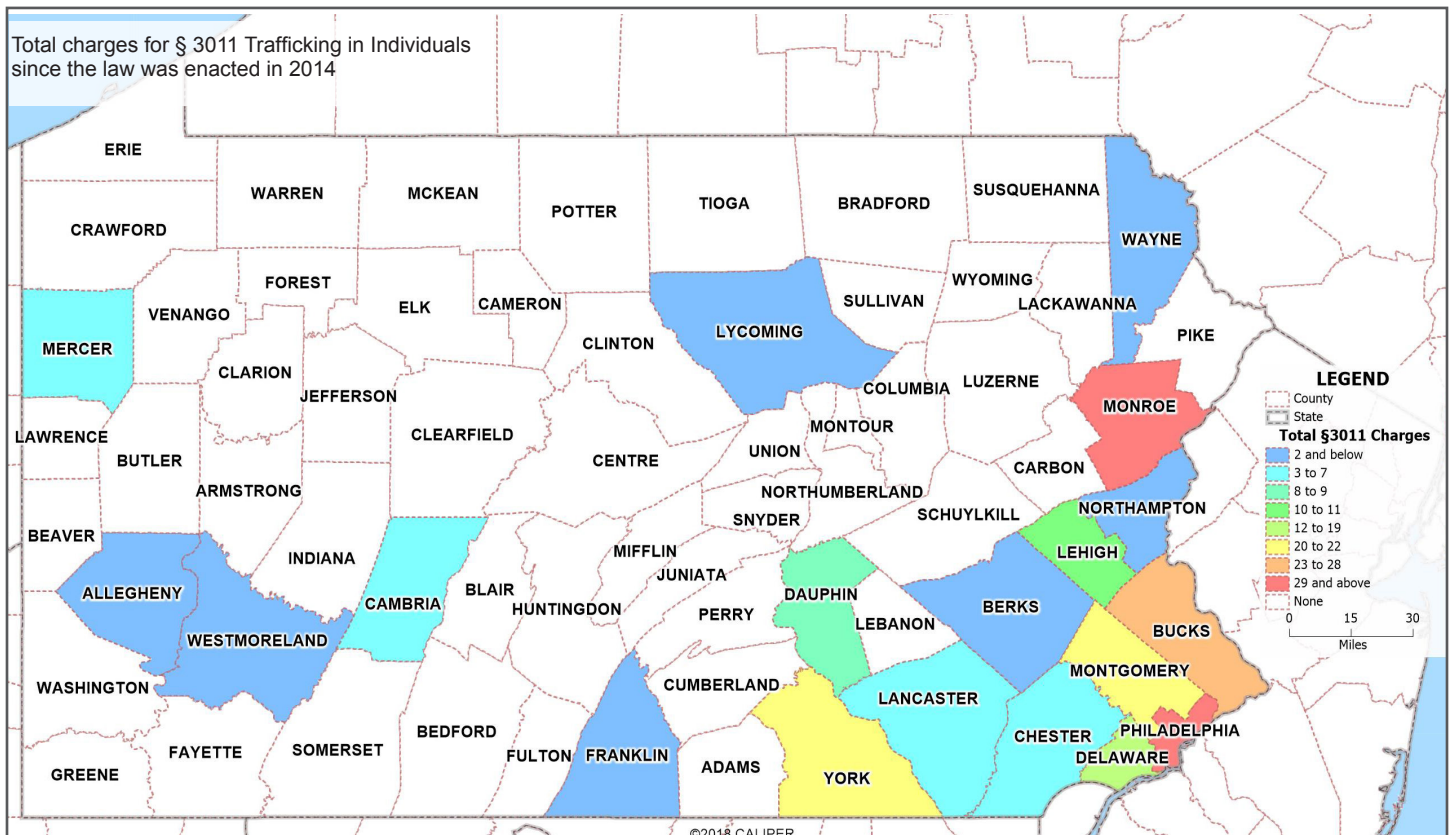 Total charges for § 3011 Trafficking in Individuals
since the law was enacted in 2014
ERIE
WARREN
MCKEAN
POTTER
TIOGA
BRADFORD
SUSQUEHANNA
CRAWFORD
WAYNE
FOREST
WYOMING
VENANGO
ELK
CAMERON
SULLIVAN
LACKAWANNA
MERCER
LYCOMING
PIKE
CLINTON
CLARION
JEFFERSON
COLUMBIA
LUZERNE
MONROE
LAWRENCE
CLEARFIELD
MONTOUR
BUTLER
CENTRE
UNION
CARBON
ARMSTRONG
NORTHUMBERLAND
SNYDER
SCHUYLKILL
NORTHAMPTON
BEAVER
INDIANA
MIFFLIN
LEHIGH
JUNIATA
ALLEGHENY
CAMBRIA
BLAIR
HUNTINGDON
PERRY
DAUPHIN
LEBANON
BERKS
WESTMORELAND
BUCKS
MONTGOMERY
WASHINGTON
CUMBERLAND
LANCASTER
FAYETTE
SOMERSET
BEDFORD
FULTON
FRANKLIN
ADAMS
YORK
CHESTER
PHILADELPHIA
DELAWARE
GREENE
LEGEND
County
State
Total §3011 Charges
2 and below
3 to 7
8 to 9
10 to 11
12 to 19
20 to 22
23 to 28
29 and above
None
0 15 30
Miles
©2018 CALIPER